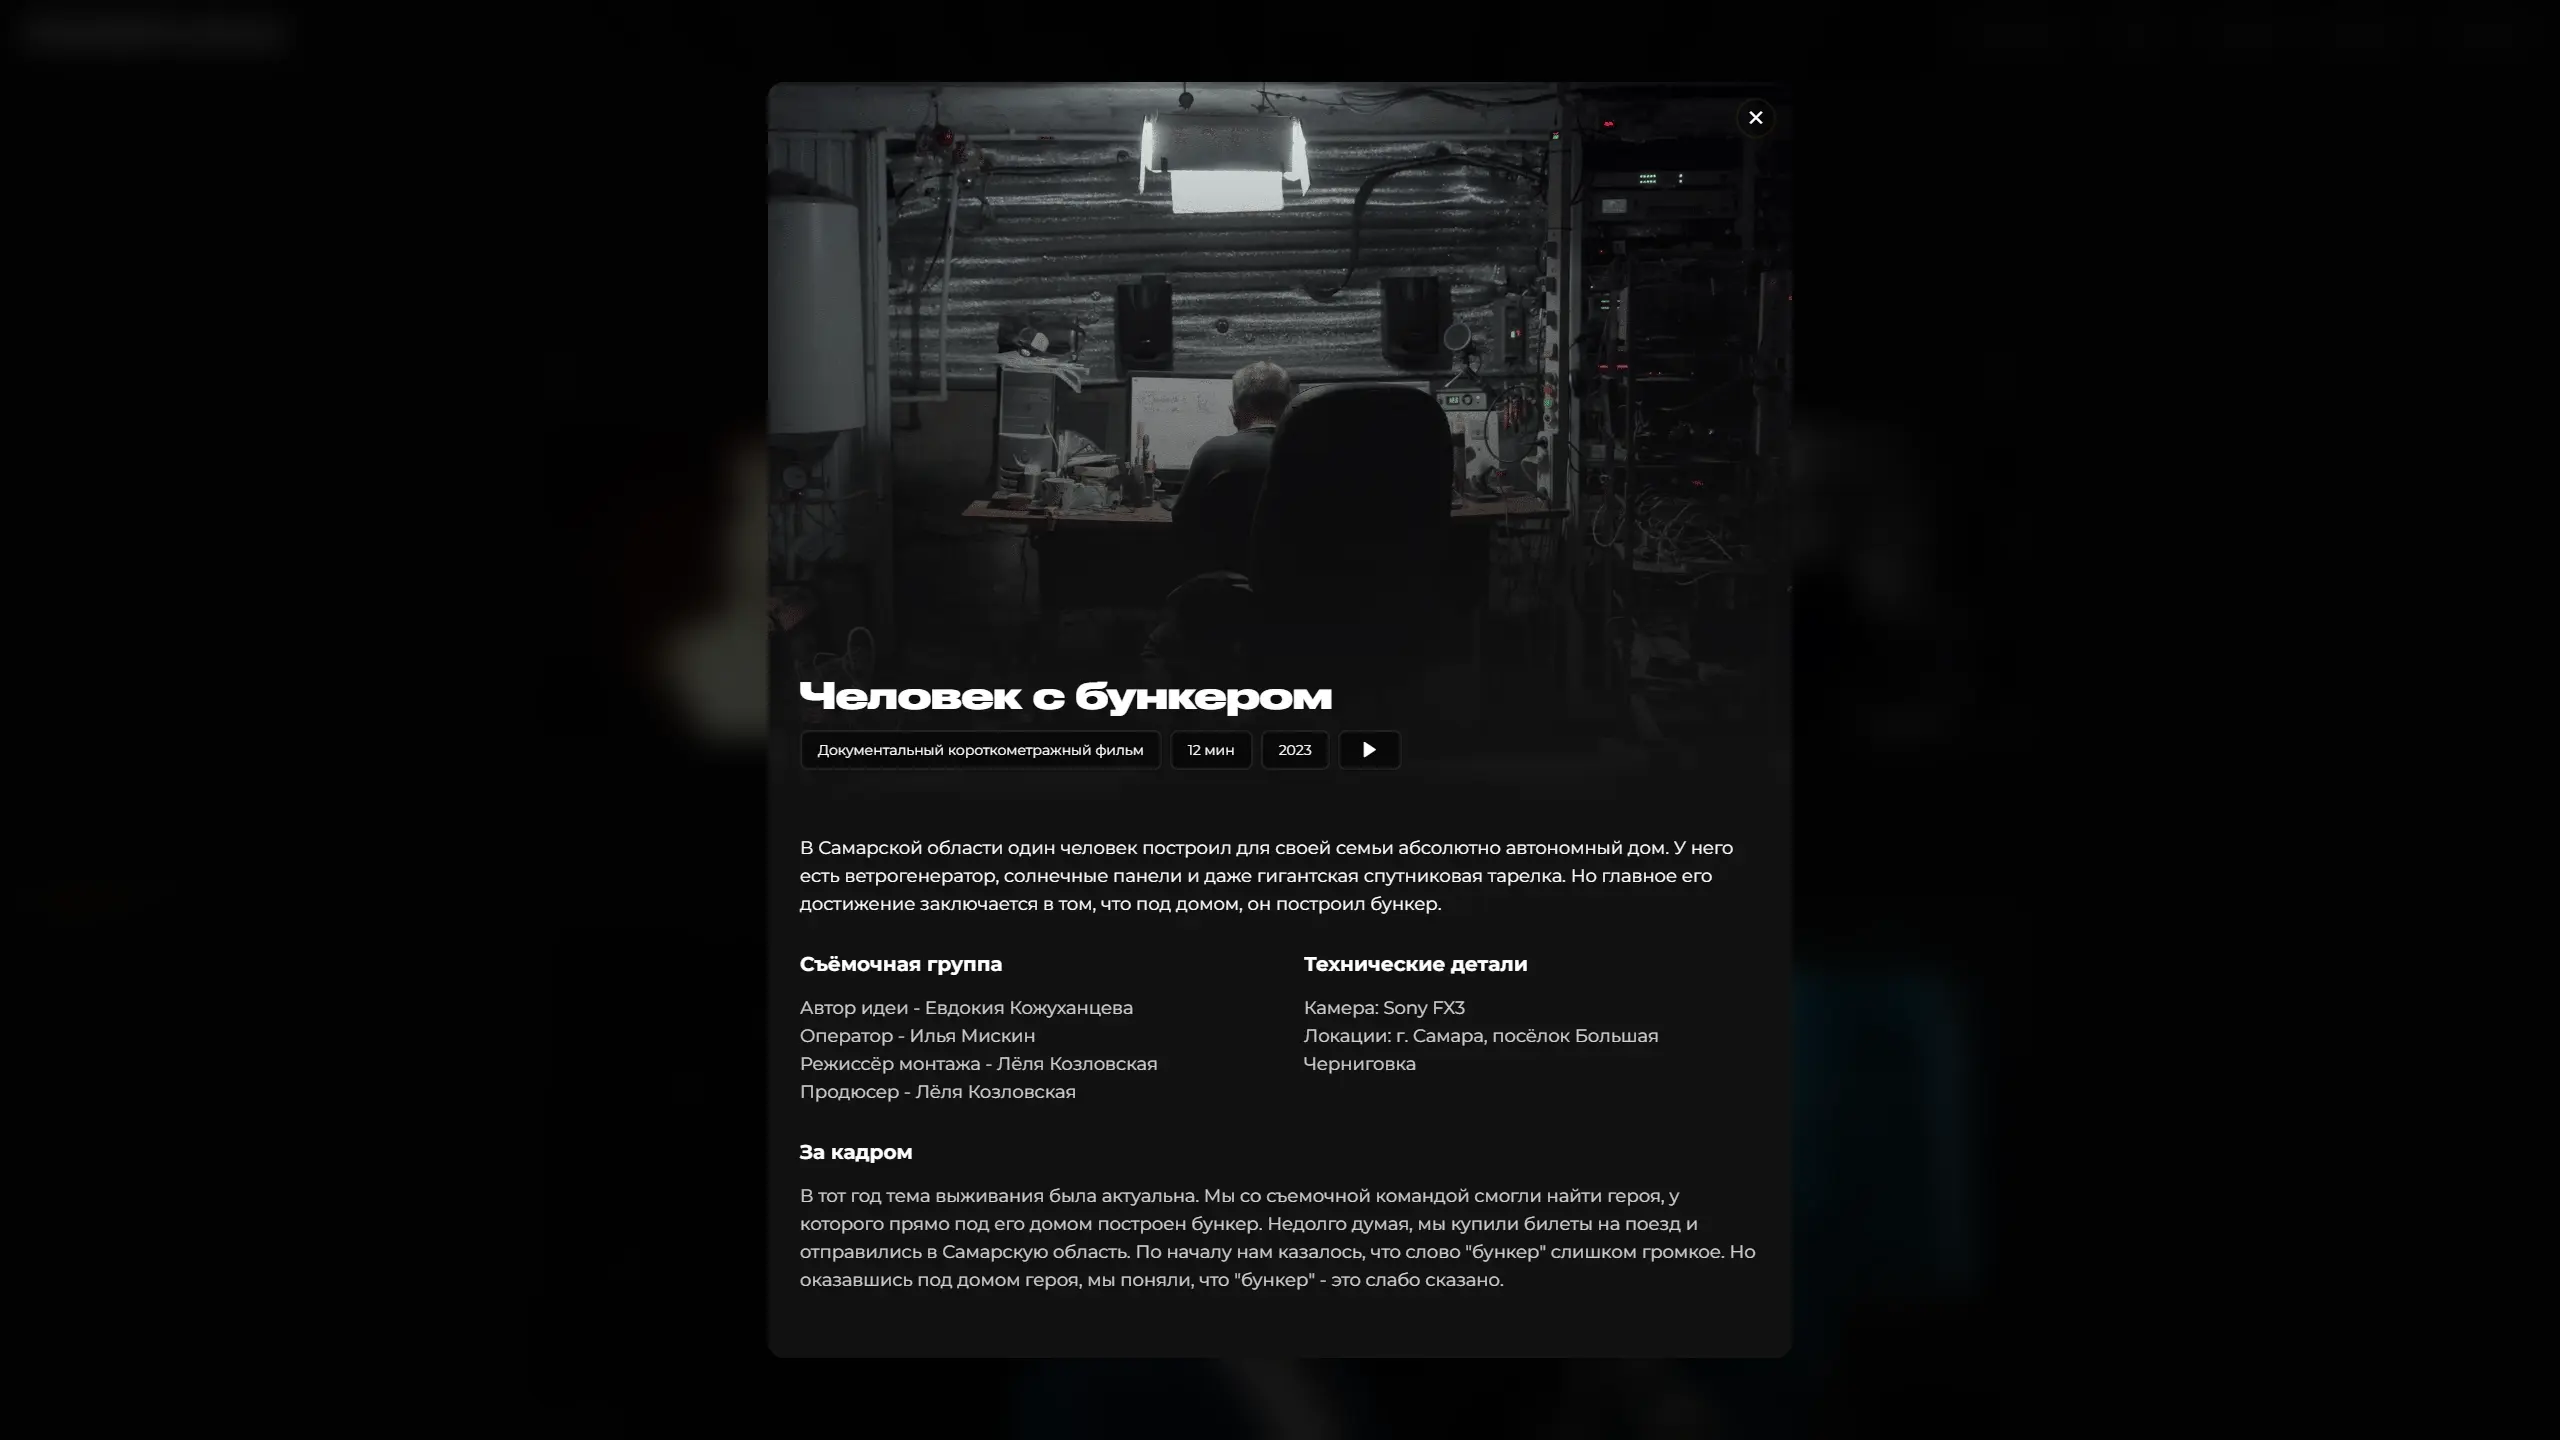 Человек с бункером
Документальный короткометражный фильм 12 мин 2023
В Самарской области один человек построил для своей семьи абсолютно автономный дом. У него
есть ветрогенератор, солнечные панели и даже гигантская спутниковая тарелка. Но главное его
достижение заключается в том, что под домом, он построил бункер.
Съёмочная группа
Автор идеи - Евдокия Кожуханцева
Оператор - Илья Мискин
Режиссёр монтажа - Лёля Козловская
Продюсер - Лёля Козловская
Технические детали
Камера: Sony FX3
Локации: г. Самара, посёлок Большая
Черниговка
За кадром
В тот год тема выживания была актуальна. Мы со съемочной командой смогли найти героя, у
которого прямо под его домом построен бункер. Недолго думая, мы купили билеты на поезд и
отправились в Самарскую область. По началу нам казалось, что слово "бункер" слишком громкое. Но
оказавшись под домом героя, мы поняли, что "бункер" - это слабо сказано.